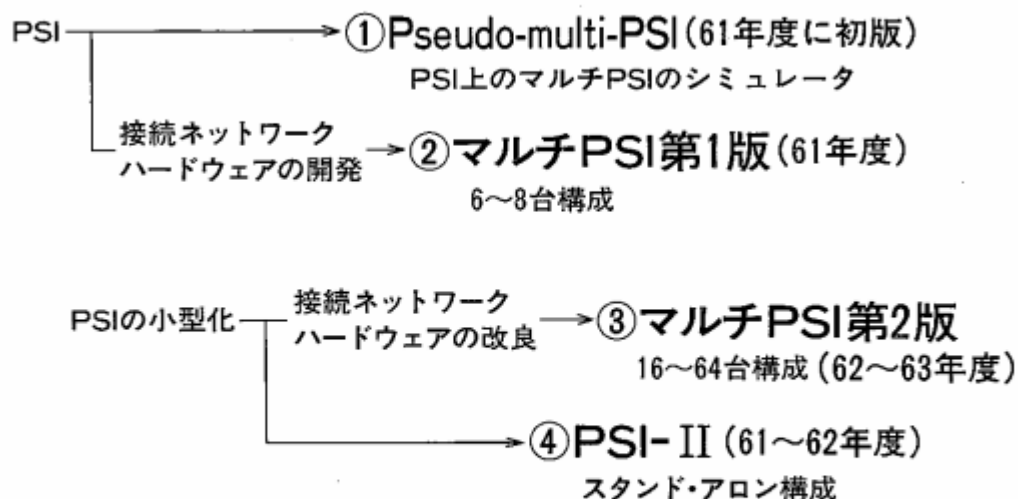 PSI → ①Pseudo-multi-PSI(61年度に初版)
PSI上のマルチPSIのシミュレータ
接続ネットワーク
ハードウェアの開発 → ②マルチPSI第1版(61年度)
6〜8台構成
PSIの小型化 接続ネットワーク
ハードウェアの改良 → ③マルチPSI第2版
16〜64台構成(62〜63年度)
④PSI-II(61〜62年度)
スタンド・アロン構成